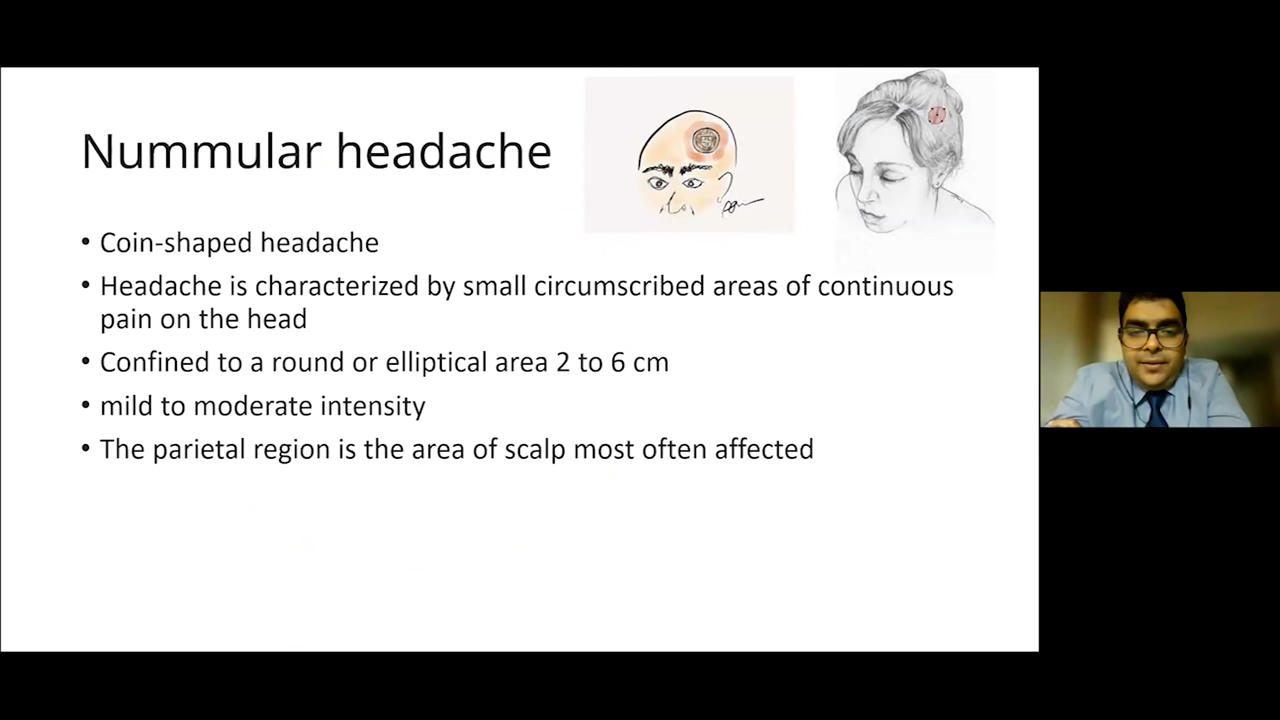 Nummular headache
• Coin-shaped headache
• Headache is characterized by small circumscribed areas of continuous
pain on the head
• Confined to a round or elliptical area 2 to 6 cm
• mild to moderate intensity
• The parietal region is the area of scalp most often affected